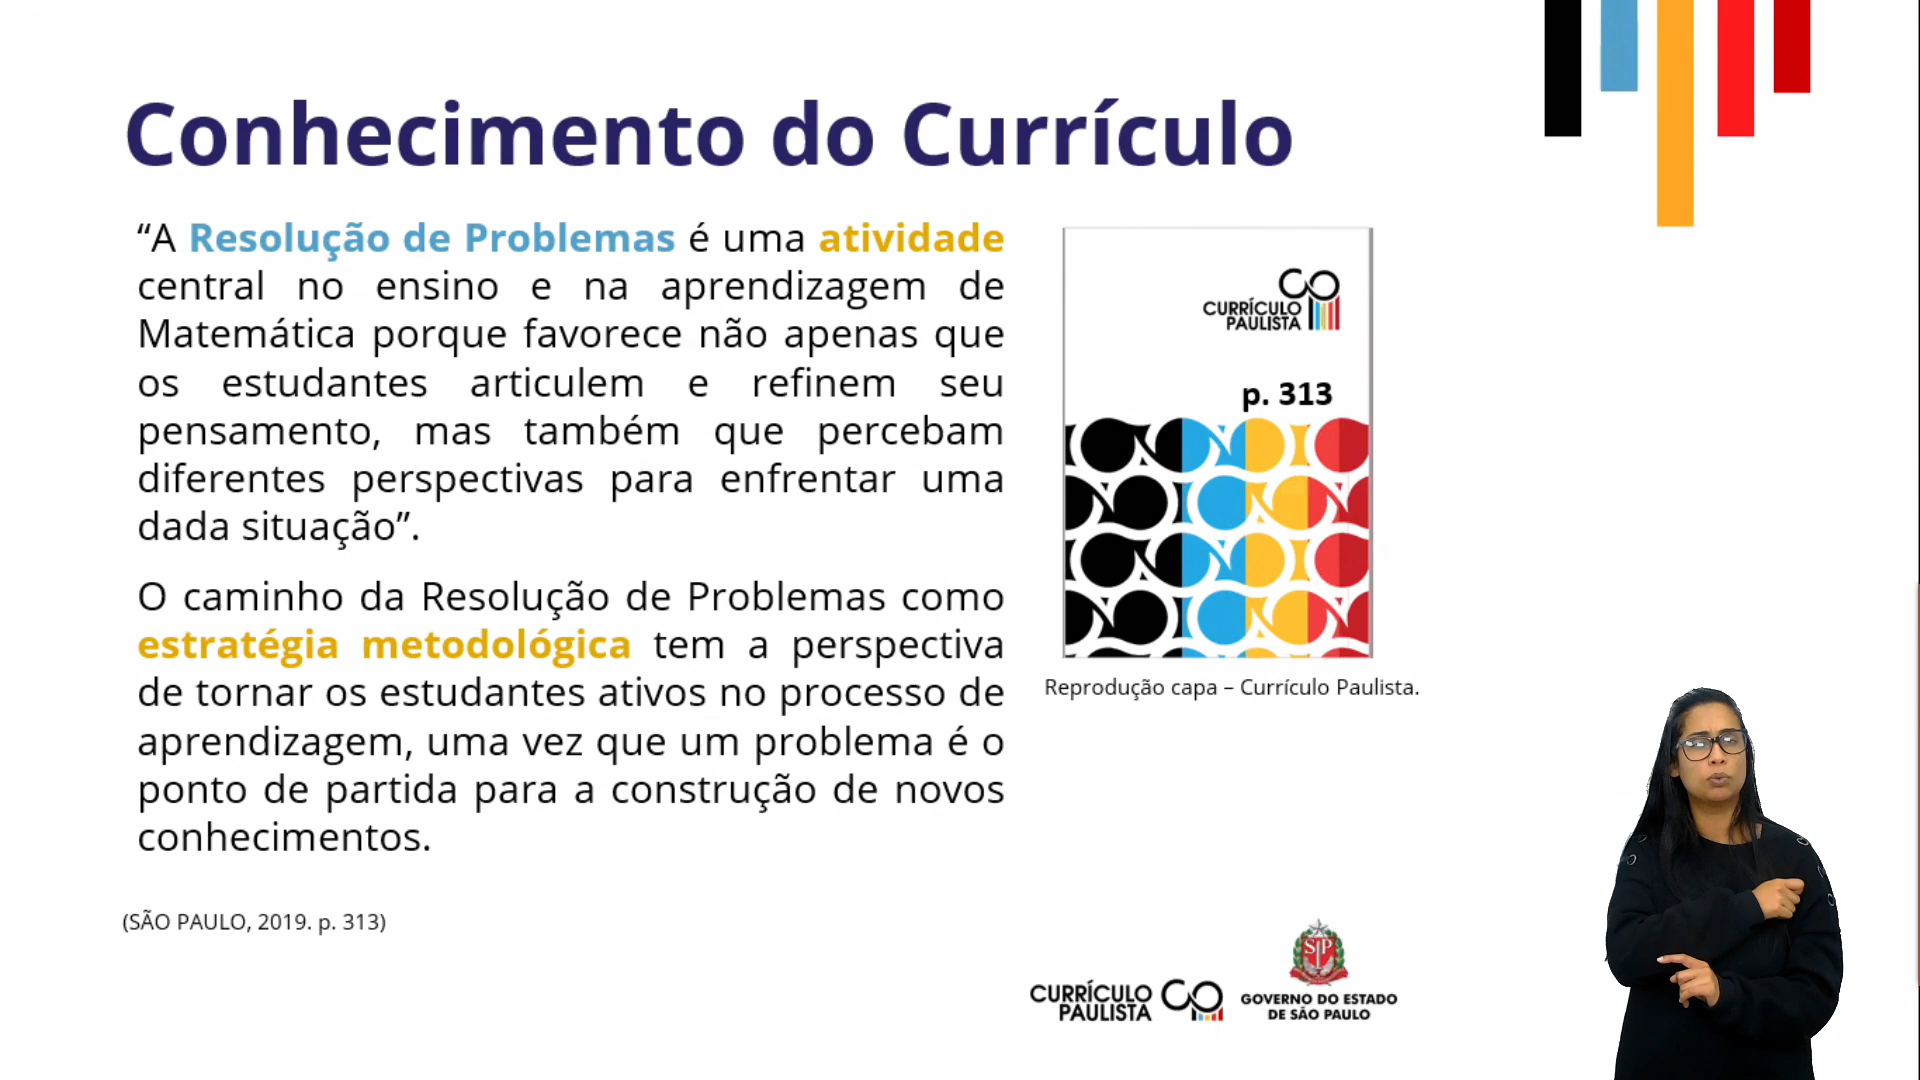 Conhecimento do Currículo
“A Resolução de Problemas é uma atividade
central no ensino e na aprendizagem de
Matemática porque favorece não apenas que
os estudantes articulem e refinem seu
pensamento, mas também que percebam
diferentes perspectivas para enfrentar uma
dada situação”.
O caminho da Resolução de Problemas como
estratégia metodológica tem a perspectiva
de tornar os estudantes ativos no processo de
aprendizagem, uma vez que um problema é o
ponto de partida para a construção de novos
conhecimentos.
(SÃO PAULO, 2019. p. 313)
CURRÍCULO
PAULISTA
p. 313
Reprodução capa – Currículo Paulista.
CURRÍCULO
PAULISTA
SP
GOVERNO DO ESTADO
DE SÃO PAULO